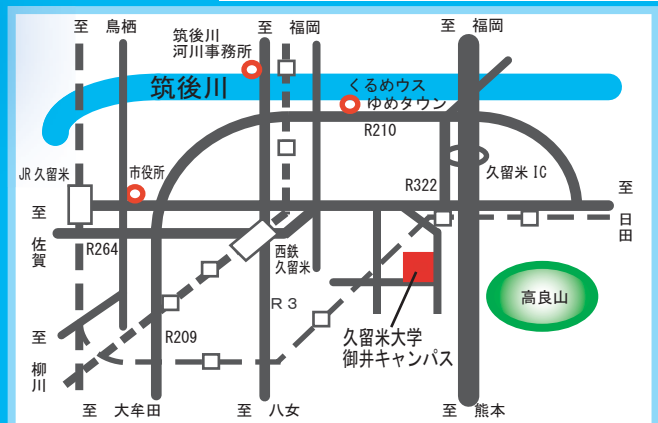 至 鳥栖
至 福岡
至 福岡
筑後川
河川事務所
筑後川
くるめウス
ゆめタウン
R210
JR 久留米
市役所
R322
久留米 IC
至
佐
賀
至
日
田
R264
西鉄
久留米
R3
高良山
R209
久留米大学
御井キャンパス
至
柳
川
至 大牟田
至 八女
至 熊本